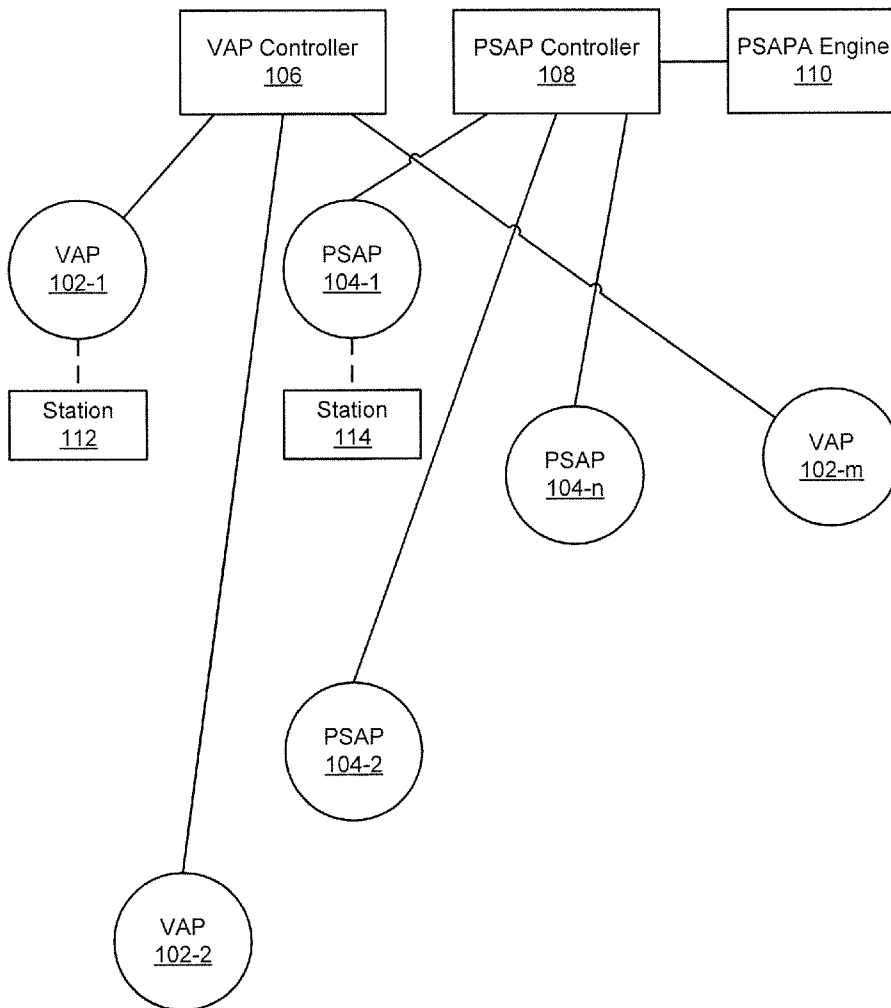 VAP Controller
106
PSAP Controller
108
PSAPA Engine
110
VAP
102-1
PSAP
104-1
Station
112
Station
114
PSAP
104-n
VAP
102-m
PSAP
104-2
VAP
102-2